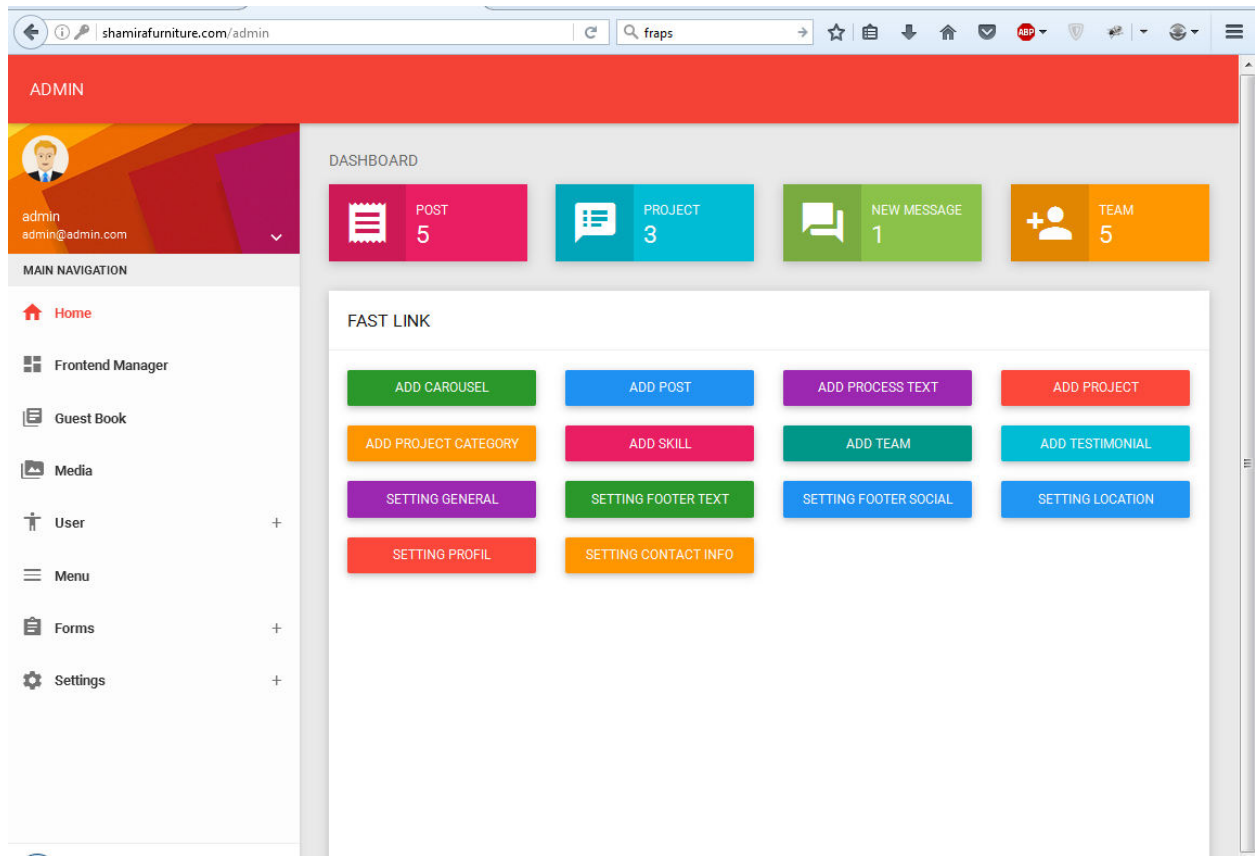 shamirafurniture.com/admin
fraps
ABP
ADMIN
admin
admin@admin.com
MAIN NAVIGATION
Home
Frontend Manager
Guest Book
Media
User +
Menu
Forms +
Settings +
DASHBOARD
POST
5
PROJECT
3
NEW MESSAGE
1
TEAM
5
FAST LINK
ADD CAROUSEL ADD POST ADD PROCESS TEXT ADD PROJECT
ADD PROJECT CATEGORY ADD SKILL ADD TEAM ADD TESTIMONIAL
SETTING GENERAL SETTING FOOTER TEXT SETTING FOOTER SOCIAL SETTING LOCATION
SETTING PROFIL SETTING CONTACT INFO